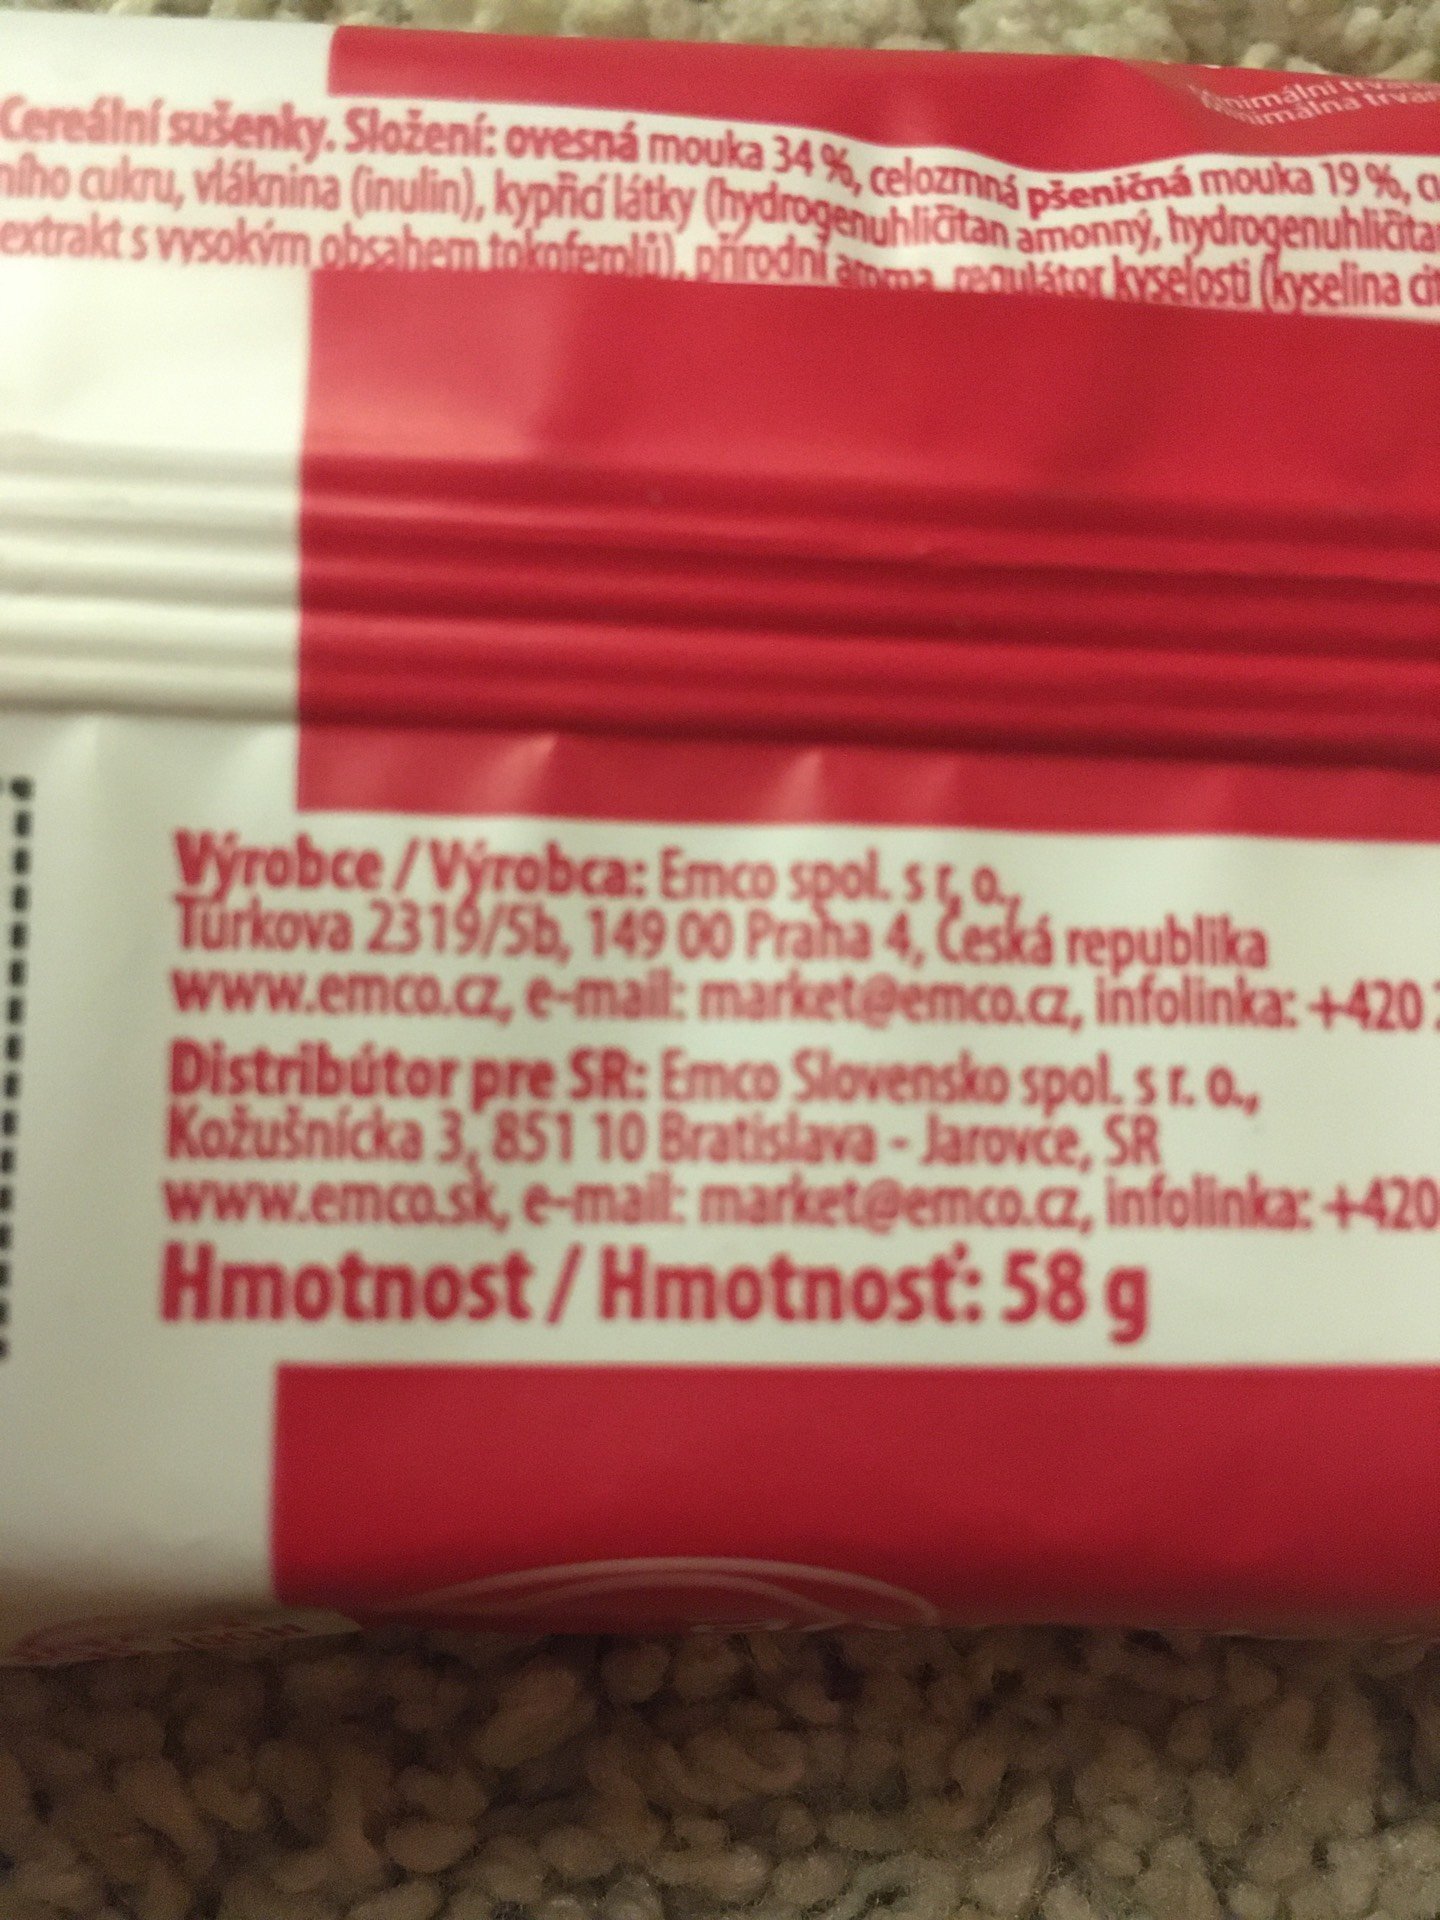 Cereální sušenky. Složení: ovesná mouka 34 %, celozrnná pšeničná mouka 19 %,
ního cukru, vláknina (inulin), kypřicí látky (hydrogenuhličitan amonný, hydrogenuhličita
extrakt s vysokým obsahem tokoferolů), přírodní aroma, regulátor kyselosti (kyselina cit
Výrobce / Výrobca: Emco spol. s r. o.,
Türkova 2319/5b, 149 00 Praha 4, Česká republika
www.emco.cz, e-mail: market@emco.cz, infolinka: +420
Distribútor pre SR: Emco Slovensko spol. s r. o.,
Kožušnícka 3, 851 10 Bratislava - Jarovce, SR
www.emco.sk, e-mail: market@emco.cz, infolinka: +420
Hmotnost / Hmotnosť: 58 g